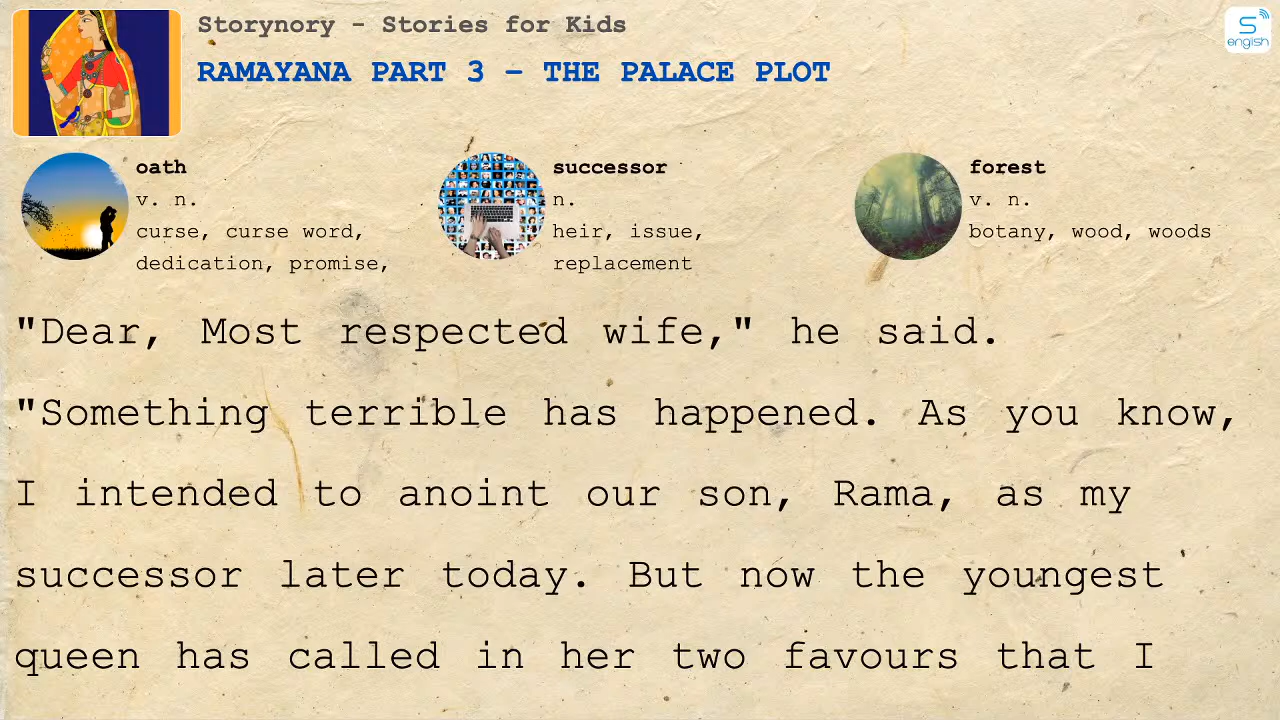 Storynory - Stories for Kids
RAMAYANA PART 3 – THE PALACE PLOT
S
english
oath
v. n.
curse, curse word,
dedication, promise,
successor
n.
heir, issue,
replacement
forest
v. n.
botany, wood, woods
"Dear, Most respected wife," he said.
"Something terrible has happened. As you know,
I intended to anoint our son, Rama, as my
successor later today. But now the youngest
queen has called in her two favours that I